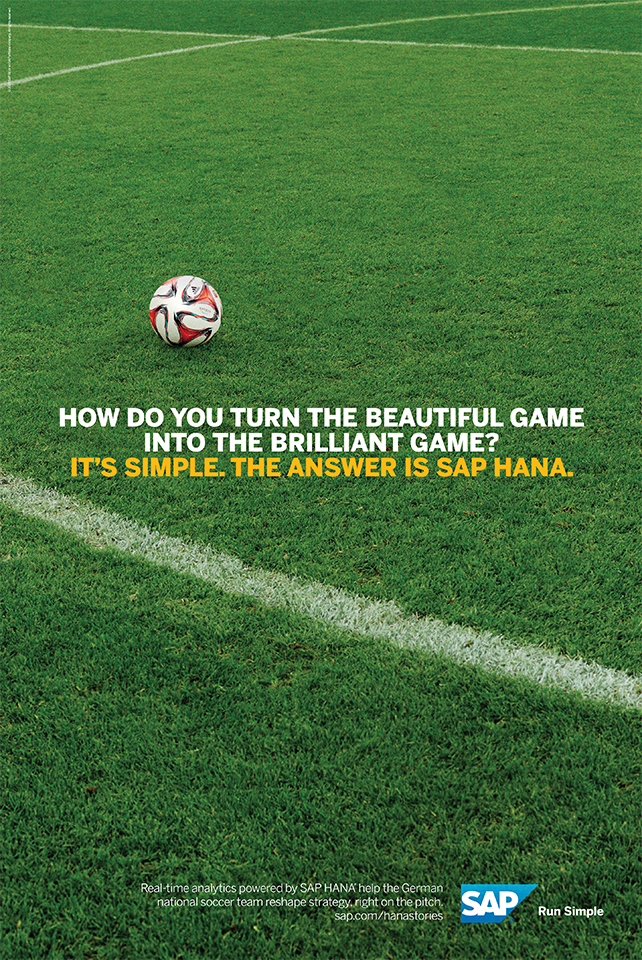 HOW DO YOU TURN THE BEAUTIFUL GAME
INTO THE BRILLIANT GAME?
IT'S SIMPLE. THE ANSWER IS SAP HANA.
Real-time analytics powered by SAP HANA® help the German
national soccer team reshape strategy, right on the pitch.
sap.com/hanastories
SAP
Run Simple